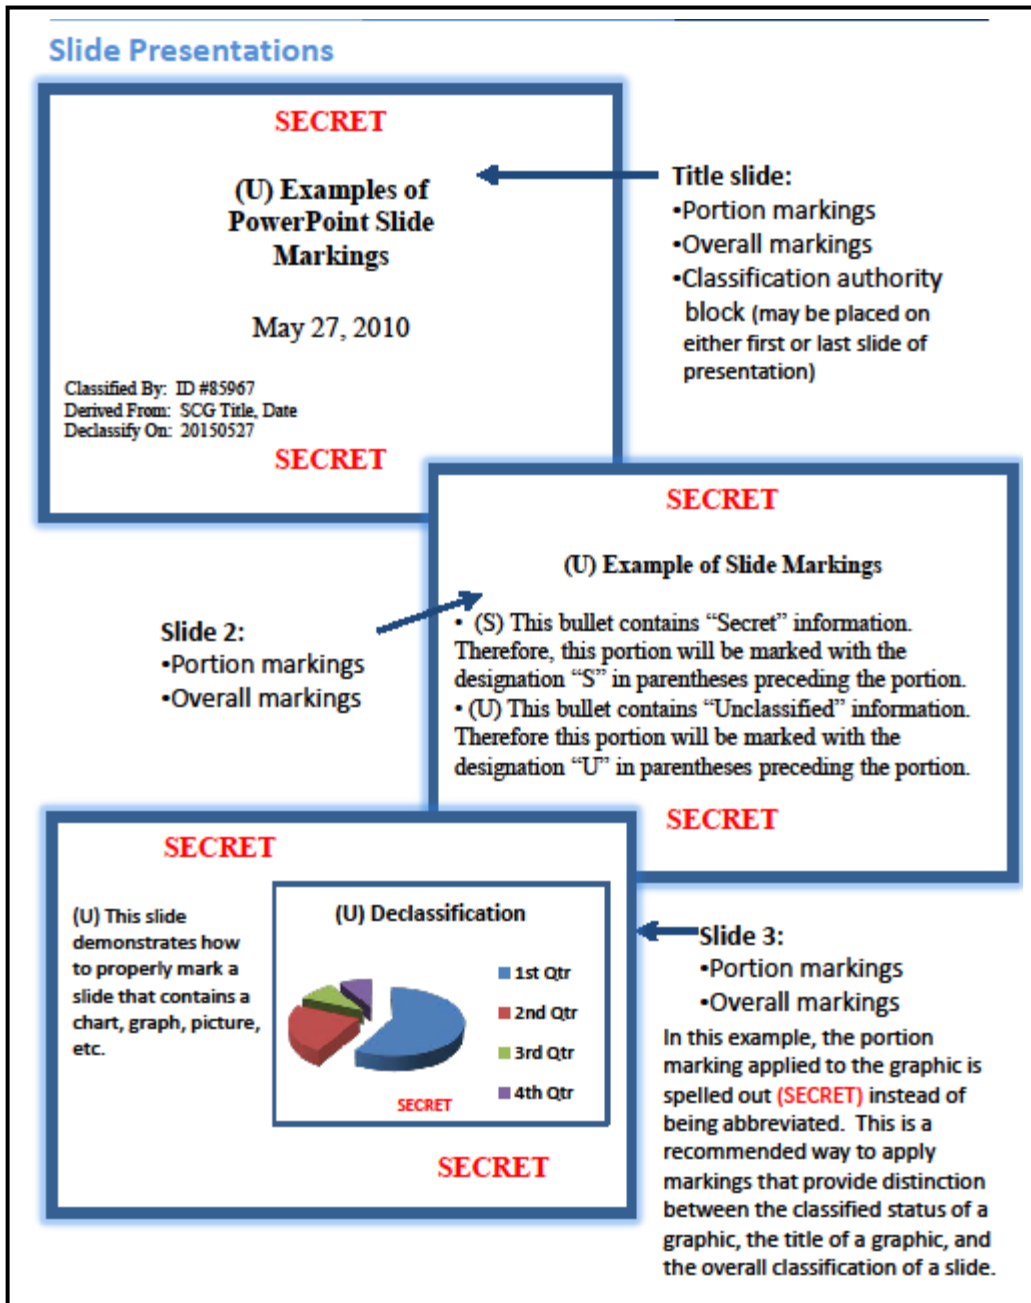 Slide Presentations
SECRET
(U) Examples of
PowerPoint Slide
Markings
May 27, 2010
Classified By: ID #85967
Derived From: SCG Title, Date
Declassify On: 20150527
SECRET
Title slide:
•Portion markings
•Overall markings
•Classification authority
block (may be placed on
either first or last slide of
presentation)
SECRET
(U) Example of Slide Markings
• (S) This bullet contains “Secret” information.
Therefore, this portion will be marked with the
designation “S” in parentheses preceding the portion.
• (U) This bullet contains “Unclassified” information.
Therefore this portion will be marked with the
designation “U” in parentheses preceding the portion.
SECRET
Slide 2:
•Portion markings
•Overall markings
SECRET
(U) This slide
demonstrates how
to properly mark a
slide that contains a
chart, graph, picture,
etc.
(U) Declassification
1st Qtr
2nd Qtr
3rd Qtr
4th Qtr
SECRET
SECRET
Slide 3:
•Portion markings
•Overall markings
In this example, the portion
marking applied to the graphic is
spelled out (SECRET) instead of
being abbreviated. This is a
recommended way to apply
markings that provide distinction
between the classified status of a
graphic, the title of a graphic, and
the overall classification of a slide.